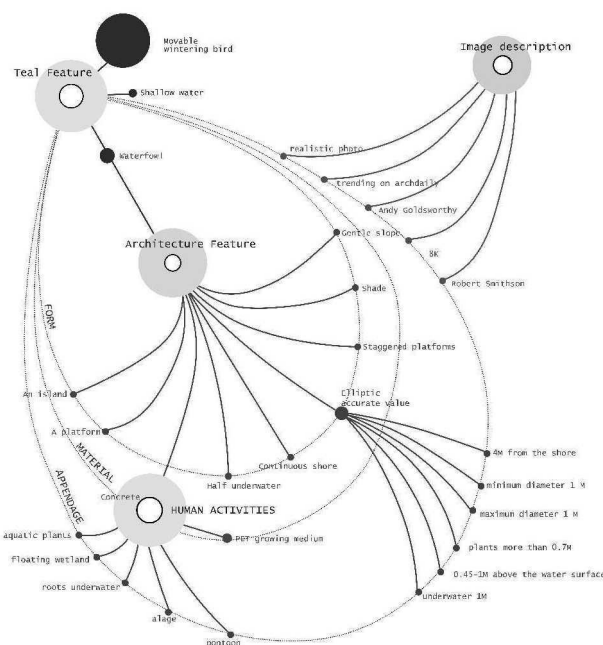 Movable
wintering bird
Image description
Teal Feature
Shallow water
realistic photo
Waterfowl
trending on archdaily
Andy Goldsworthy
Gentle slope
Architecture Feature
8K
Robert Smithson
Shade
FORM
Staggered platforms
An island
Elliptic
accurate value
A platform
MATERIAL
4M from the shore
Continuous shore
Half underwater
minimum diameter 1 M
APPENDAGE
Concrete
HUMAN ACTIVITIES
maximum diameter 1 M
aquatic plants
PET growing medium
plants more than 0.7M
floating wetland
0.45-1M above the water surface
roots underwater
underwater 1M
alage
pontoon